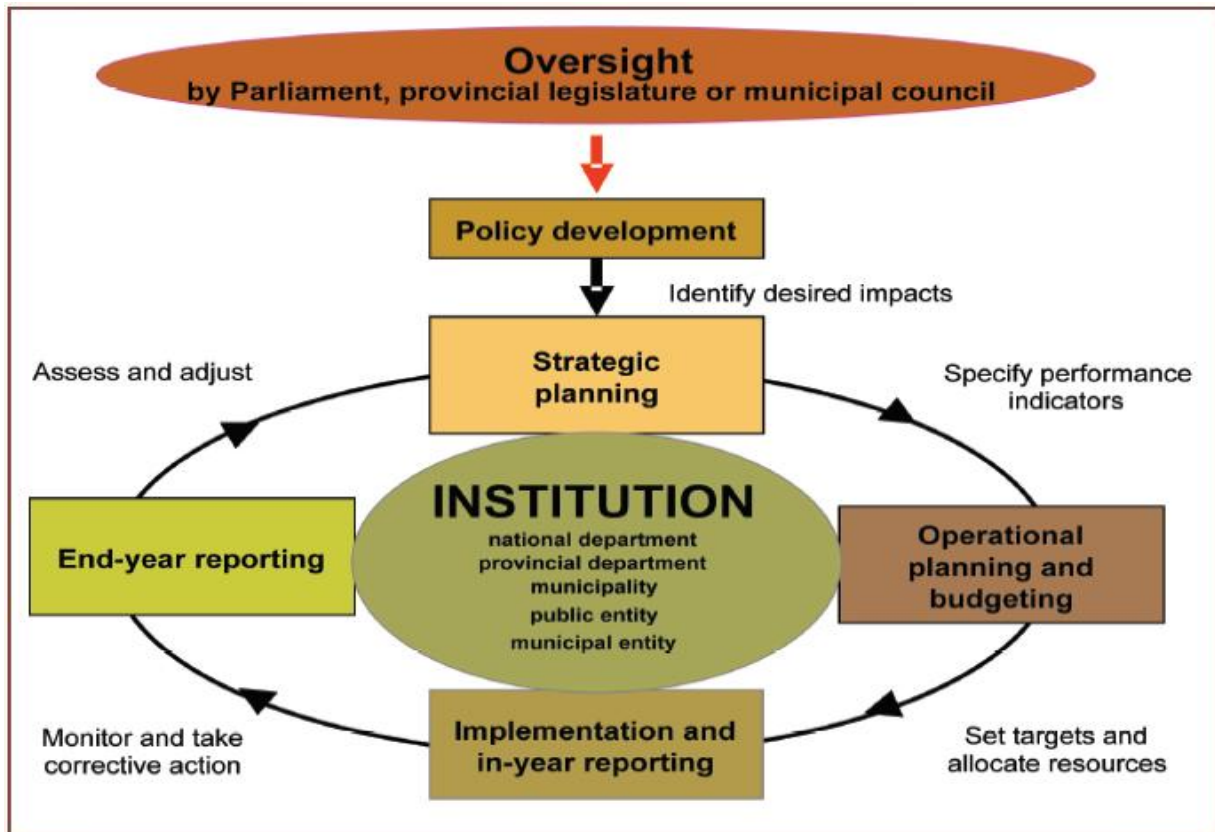 Oversight
by Parliament, provincial legislature or municipal council
Policy development
Identify desired impacts
Strategic
planning
Assess and adjust
Specify performance
indicators
INSTITUTION
national department
provincial department
municipality
public entity
municipal entity
End-year reporting
Operational
planning and
budgeting
Implementation and
in-year reporting
Monitor and take
corrective action
Set targets and
allocate resources